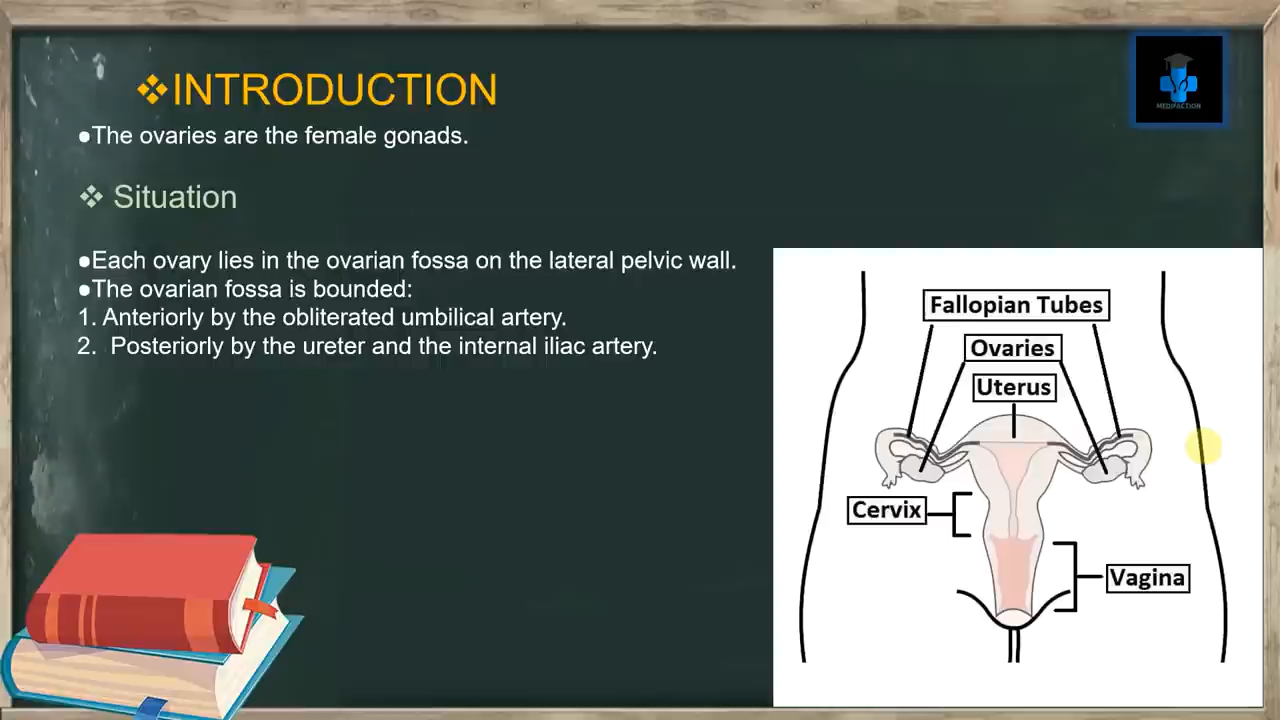 ❖INTRODUCTION
●The ovaries are the female gonads.
❖ Situation
●Each ovary lies in the ovarian fossa on the lateral pelvic wall.
●The ovarian fossa is bounded:
1. Anteriorly by the obliterated umbilical artery.
2. Posteriorly by the ureter and the internal iliac artery.
MEDIFACTION
Fallopian Tubes
Ovaries
Uterus
Cervix
Vagina